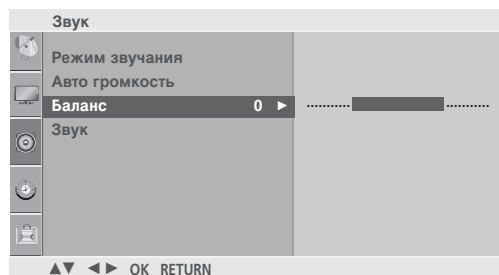 Звук
Режим звучания
Авто громкость
Баланс 0 ►
Звук
▲▼ ◄► OK RETURN